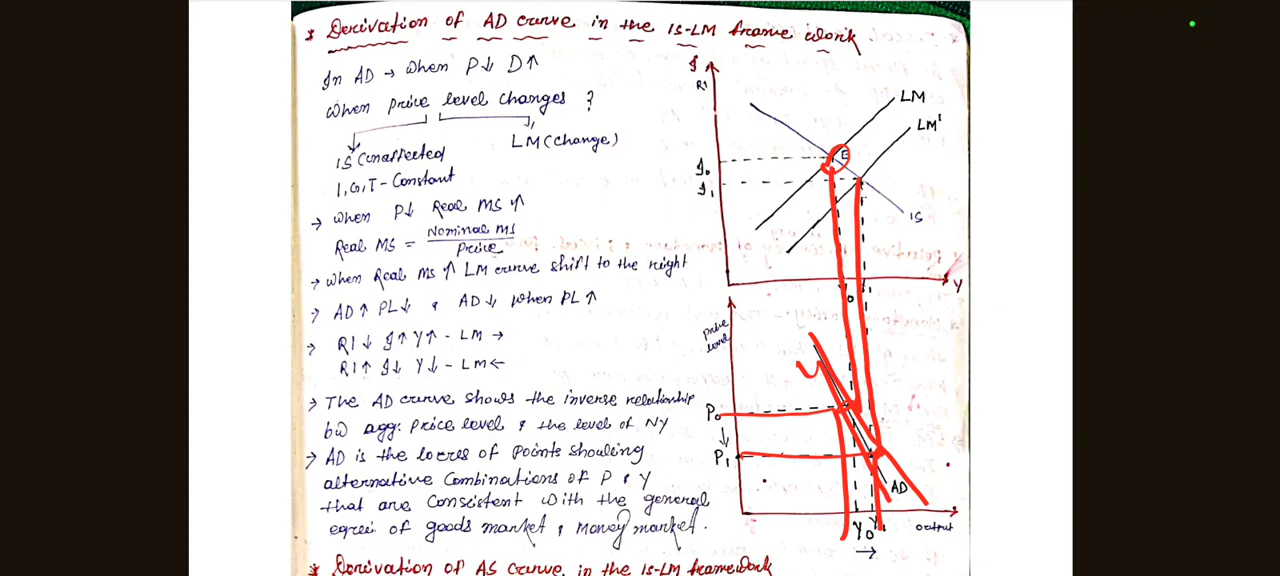 * Derivation of AD curve in the IS-LM frame work
In AD → when P↓ D↑
When price level changes ?
IS (unaffected
LM (change)
I, G, T - Constant
→ when P↓ Real MS ↑
Real MS = Nominal MS
Price
→ when Real MS ↑ LM curve shift to the right
→ AD↑ PL↓ & AD↓ when PL↑
→ RI↓ I↑ Y↑ - LM →
RI↑ I↓ Y↓ - LM ←
→ The AD curve shows the inverse relationship
bw agg: price level & the level of NY
→ AD is the locres of points showing
alternative combinations of P & Y
that are consistent with the general
of goods market & Money market.
* Derivation of AS curve in the IS-LM framework
RI
LM
LM'
E
IS
Y
Price
level
P₀
P₁
AD
Y₀ Y₁
output